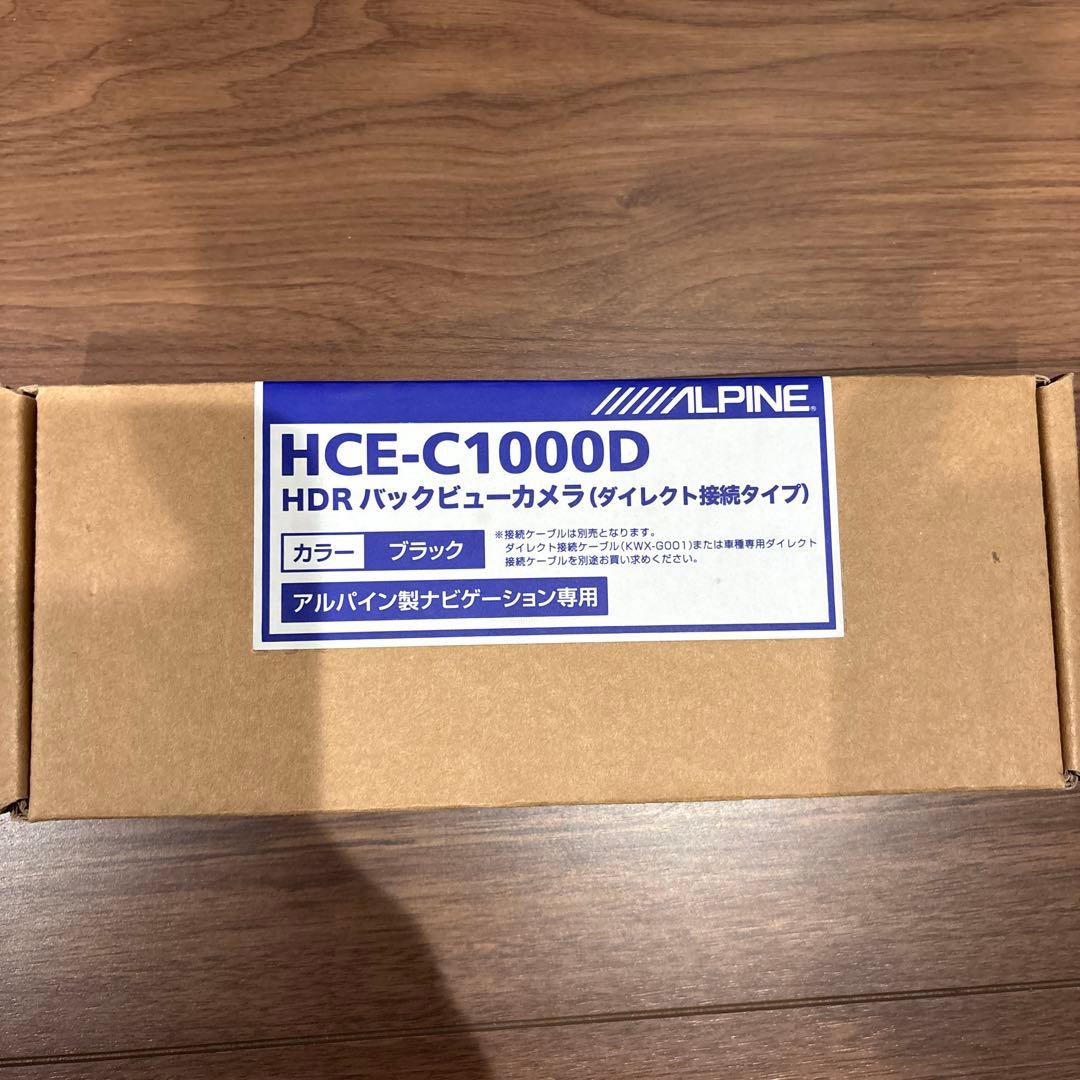 ALPINE®
HCE-C1000D
HDR バックビューカメラ(ダイレクト接続タイプ)
カラー ブラック
※接続ケーブルは別売となります。
ダイレクト接続ケーブル(KWX-G001)または車種専用ダイレクト
接続ケーブルを別途お買い求めください。
アルパイン製ナビゲーション専用